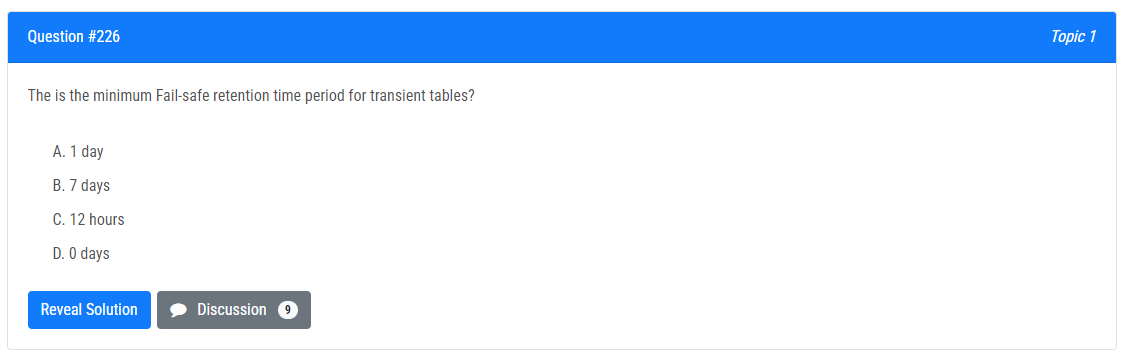 Question #226
Topic 1
The is the minimum Fail-safe retention time period for transient tables?
A. 1 day
B. 7 days
C. 12 hours
D. 0 days
Reveal Solution
Discussion 9